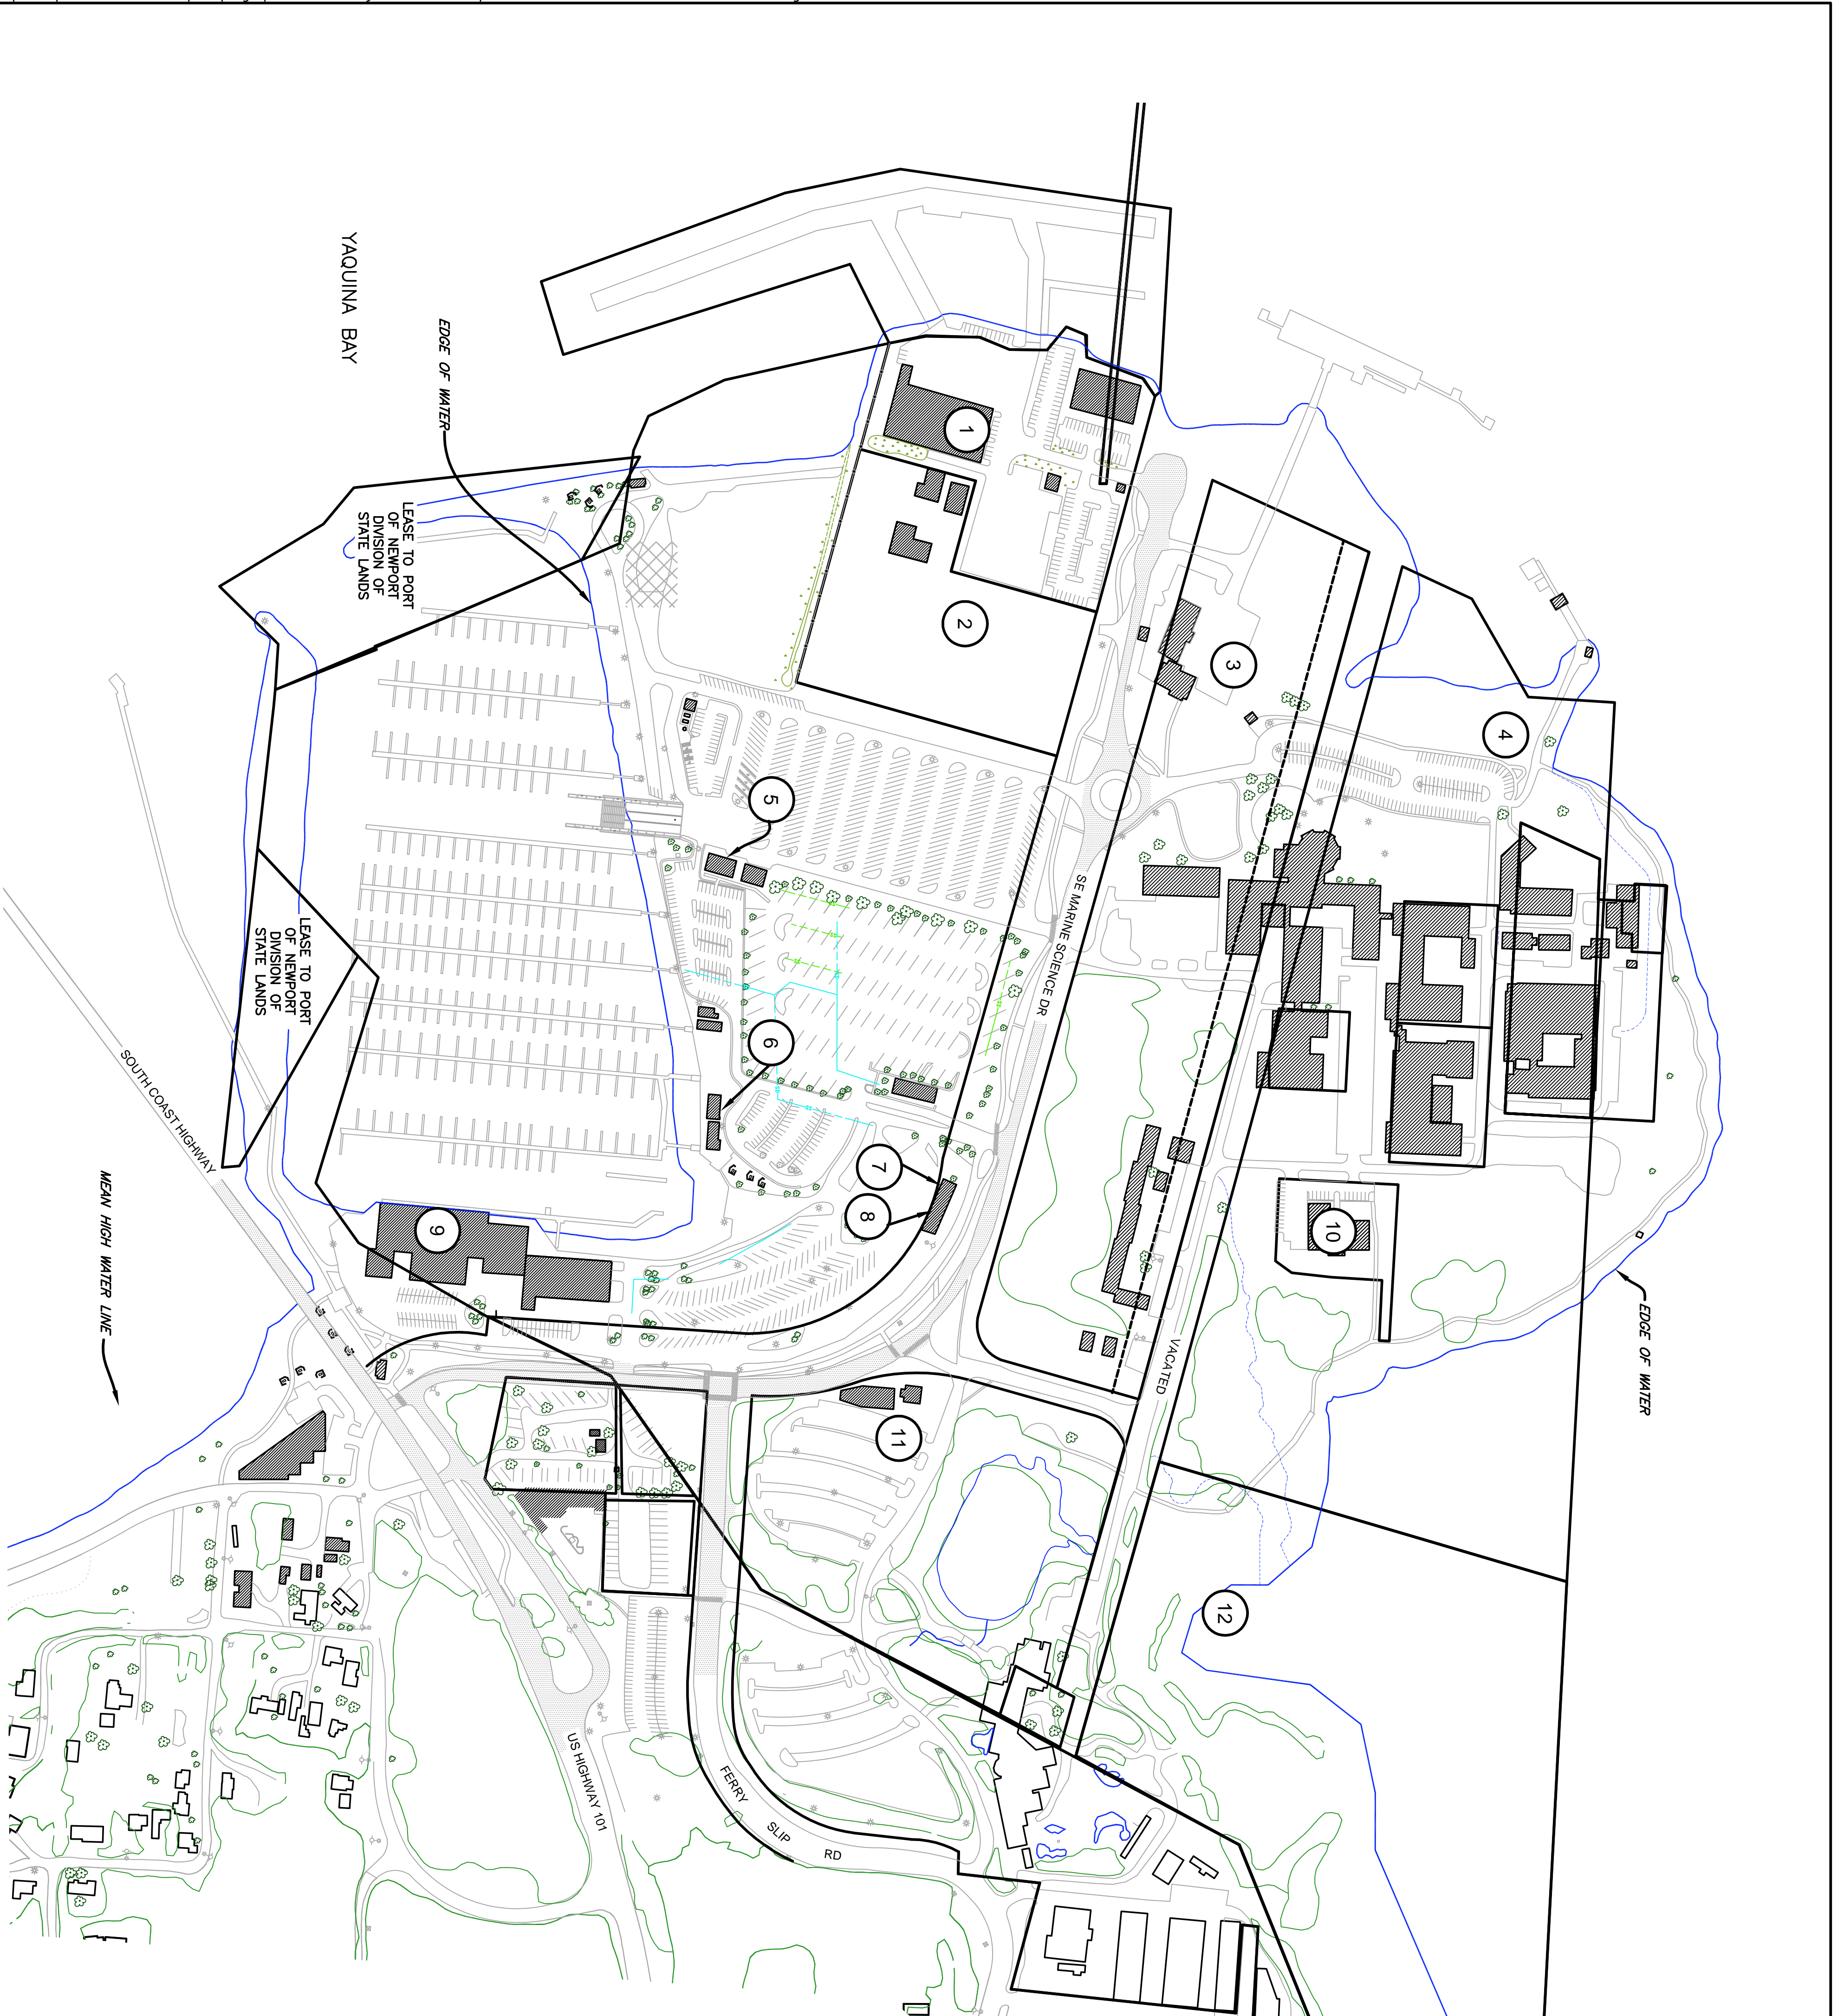 YAQUINA BAY
EDGE OF WATER
LEASE TO PORT
OF NEWPORT
DIVISION OF
STATE LANDS
LEASE TO PORT
OF NEWPORT
DIVISION OF
STATE LANDS
SOUTH COAST HIGHWAY
MEAN HIGH WATER LINE
1
2
3
4
5
6
7
8
9
10
11
12
SE MARINE SCIENCE DR
VACATED
EDGE OF WATER
US HIGHWAY 101
FERRY
SLIP
RD